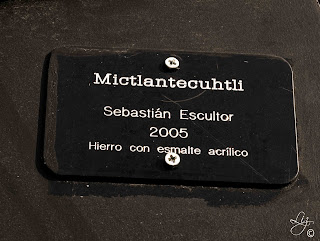 Mictlantecuhtli
Sebastián Escultor
2005
Hierro con esmalte acrílico